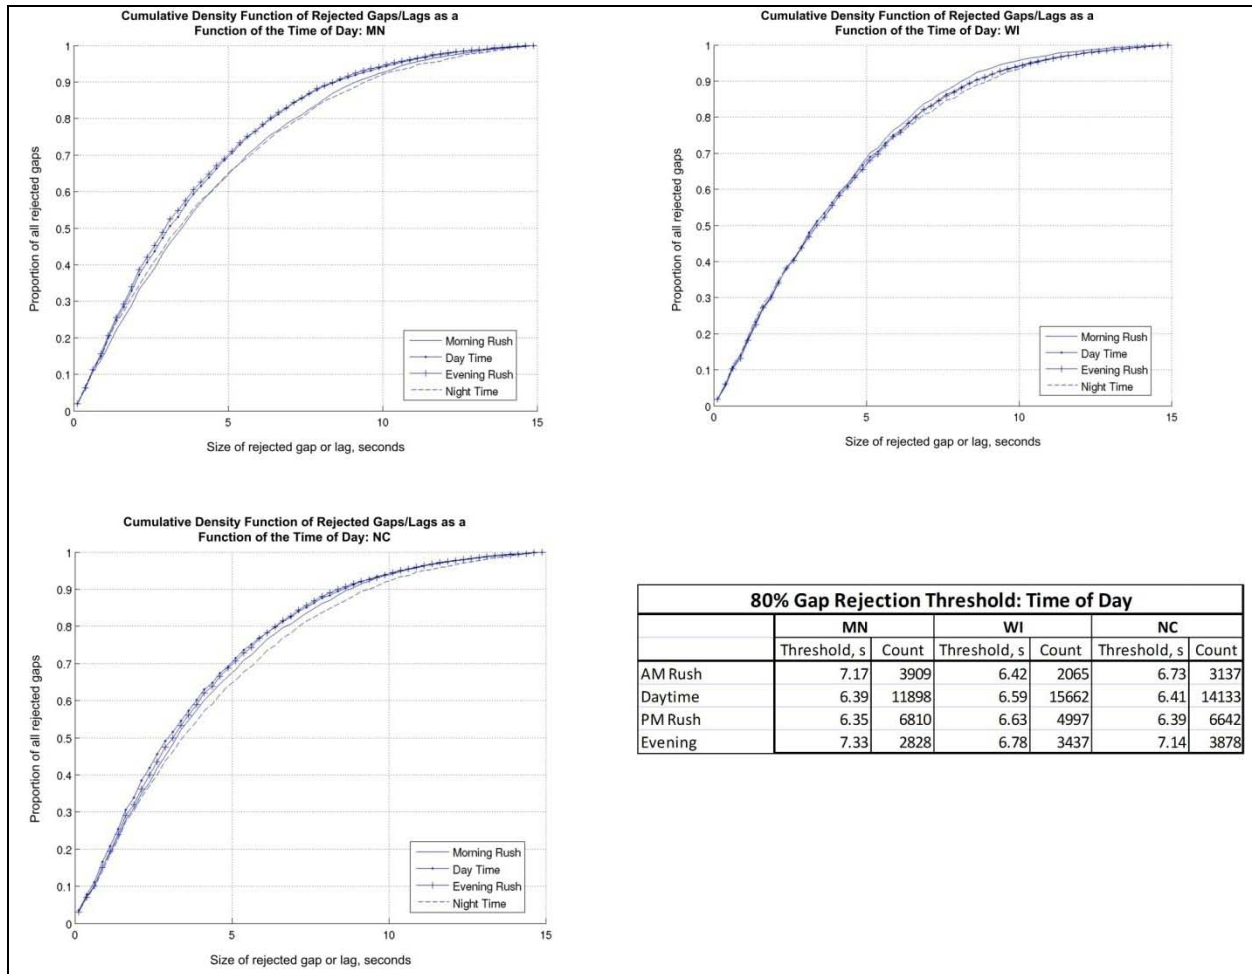 Cumulative Density Function of Rejected Gaps/Lags as a
Function of the Time of Day: MN
Proportion of all rejected gaps
1
0.9
0.8
0.7
0.6
0.5
0.4
0.3
0.2
0.1
0
0 5 10 15
Size of rejected gap or lag, seconds
Morning Rush
Day Time
Evening Rush
Night Time
Cumulative Density Function of Rejected Gaps/Lags as a
Function of the Time of Day: WI
Proportion of all rejected gaps
1
0.9
0.8
0.7
0.6
0.5
0.4
0.3
0.2
0.1
0
0 5 10 15
Size of rejected gap or lag, seconds
Morning Rush
Day Time
Evening Rush
Night Time
Cumulative Density Function of Rejected Gaps/Lags as a
Function of the Time of Day: NC
Proportion of all rejected gaps
1
0.9
0.8
0.7
0.6
0.5
0.4
0.3
0.2
0.1
0
0 5 10 15
Size of rejected gap or lag, seconds
Morning Rush
Day Time
Evening Rush
Night Time
80% Gap Rejection Threshold: Time of Day
MN WI NC
Threshold, s Count Threshold, s Count Threshold, s Count
AM Rush 7.17 3909 6.42 2065 6.73 3137
Daytime 6.39 11898 6.59 15662 6.41 14133
PM Rush 6.35 6810 6.63 4997 6.39 6642
Evening 7.33 2828 6.78 3437 7.14 3878